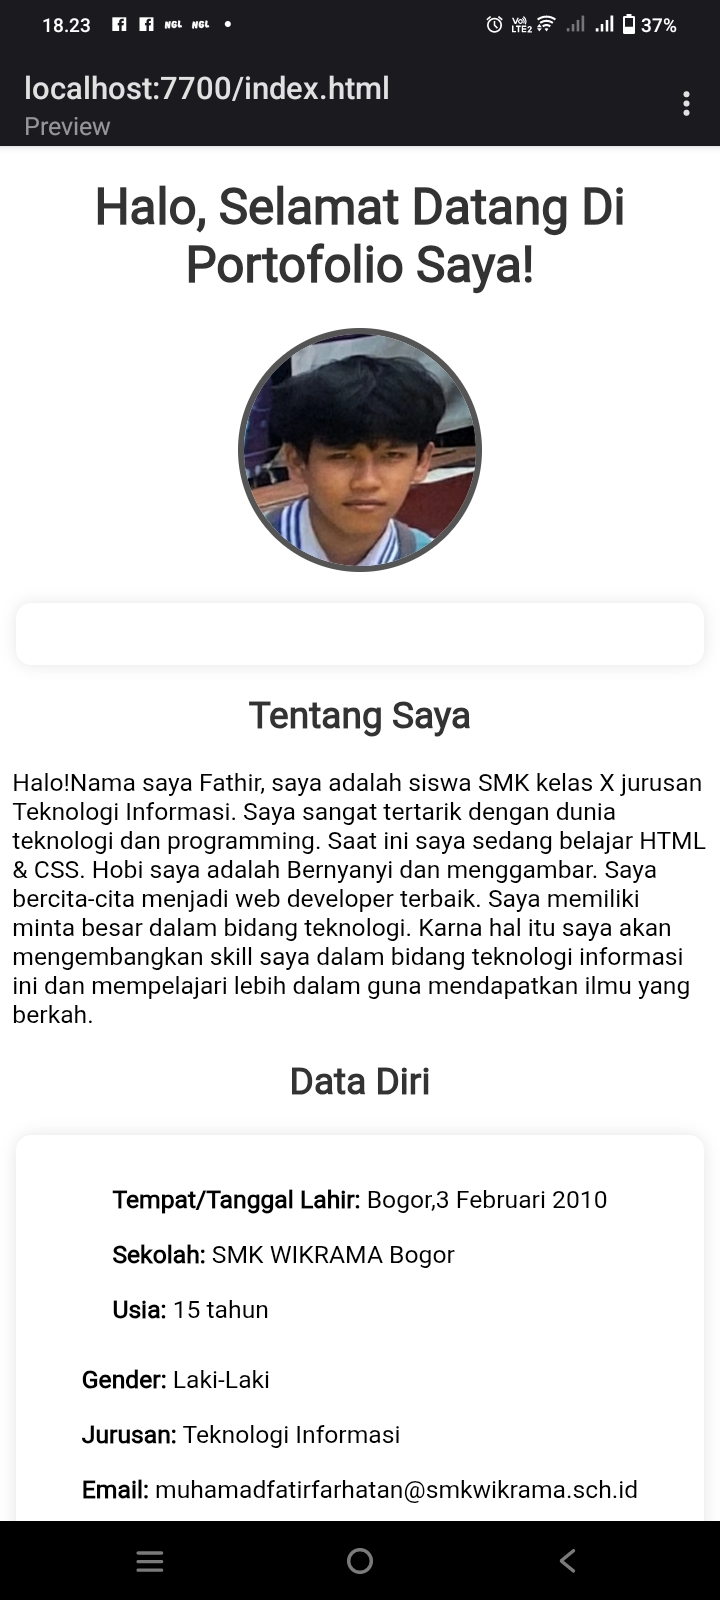 18.23 NGL NGL Vo) LTE2 37%
localhost:7700/index.html
Preview
Halo, Selamat Datang Di
Portofolio Saya!
Tentang Saya
Halo!Nama saya Fathir, saya adalah siswa SMK kelas X jurusan
Teknologi Informasi. Saya sangat tertarik dengan dunia
teknologi dan programming. Saat ini saya sedang belajar HTML
& CSS. Hobi saya adalah Bernyanyi dan menggambar. Saya
bercita-cita menjadi web developer terbaik. Saya memiliki
minta besar dalam bidang teknologi. Karna hal itu saya akan
mengembangkan skill saya dalam bidang teknologi informasi
ini dan mempelajari lebih dalam guna mendapatkan ilmu yang
berkah.
Data Diri
Tempat/Tanggal Lahir: Bogor,3 Februari 2010
Sekolah: SMK WIKRAMA Bogor
Usia: 15 tahun
Gender: Laki-Laki
Jurusan: Teknologi Informasi
Email: muhamadfatirfarhatan@smkwikrama.sch.id